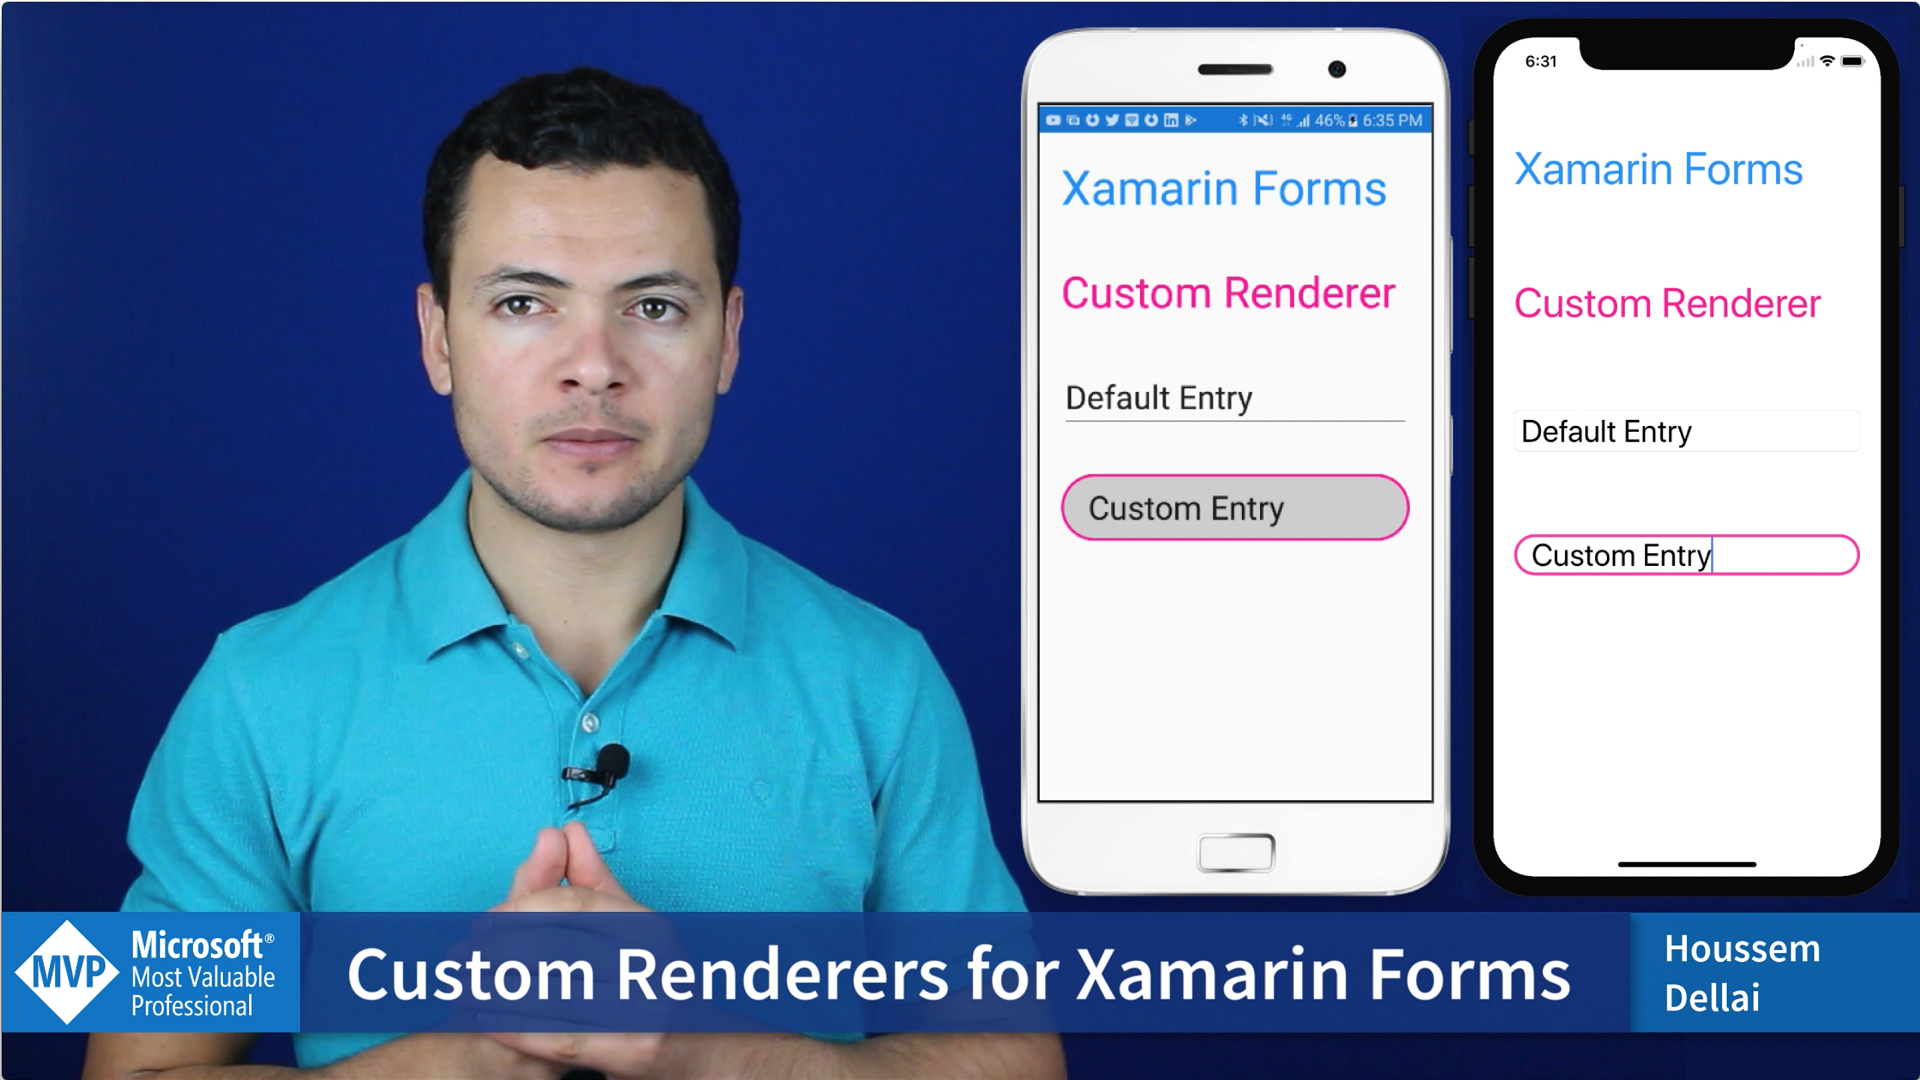 46% 6:35 PM
Xamarin Forms
Custom Renderer
Default Entry
Custom Entry
6:31
Xamarin Forms
Custom Renderer
Default Entry
Custom Entry
MVP
Microsoft®
Most Valuable
Professional
Custom Renderers for Xamarin Forms
Houssem
Dellai